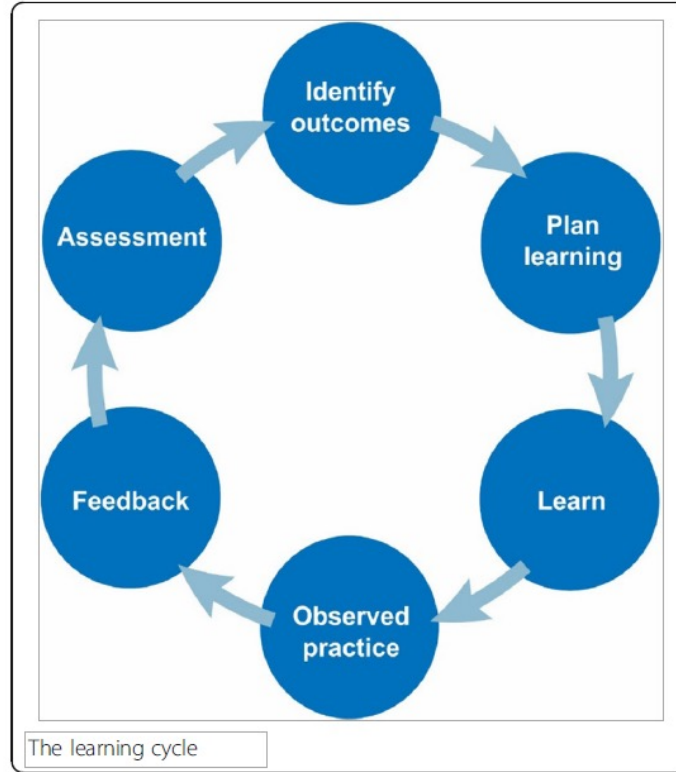 Identify
outcomes
Plan
learning
Learn
Observed
practice
Feedback
Assessment
The learning cycle